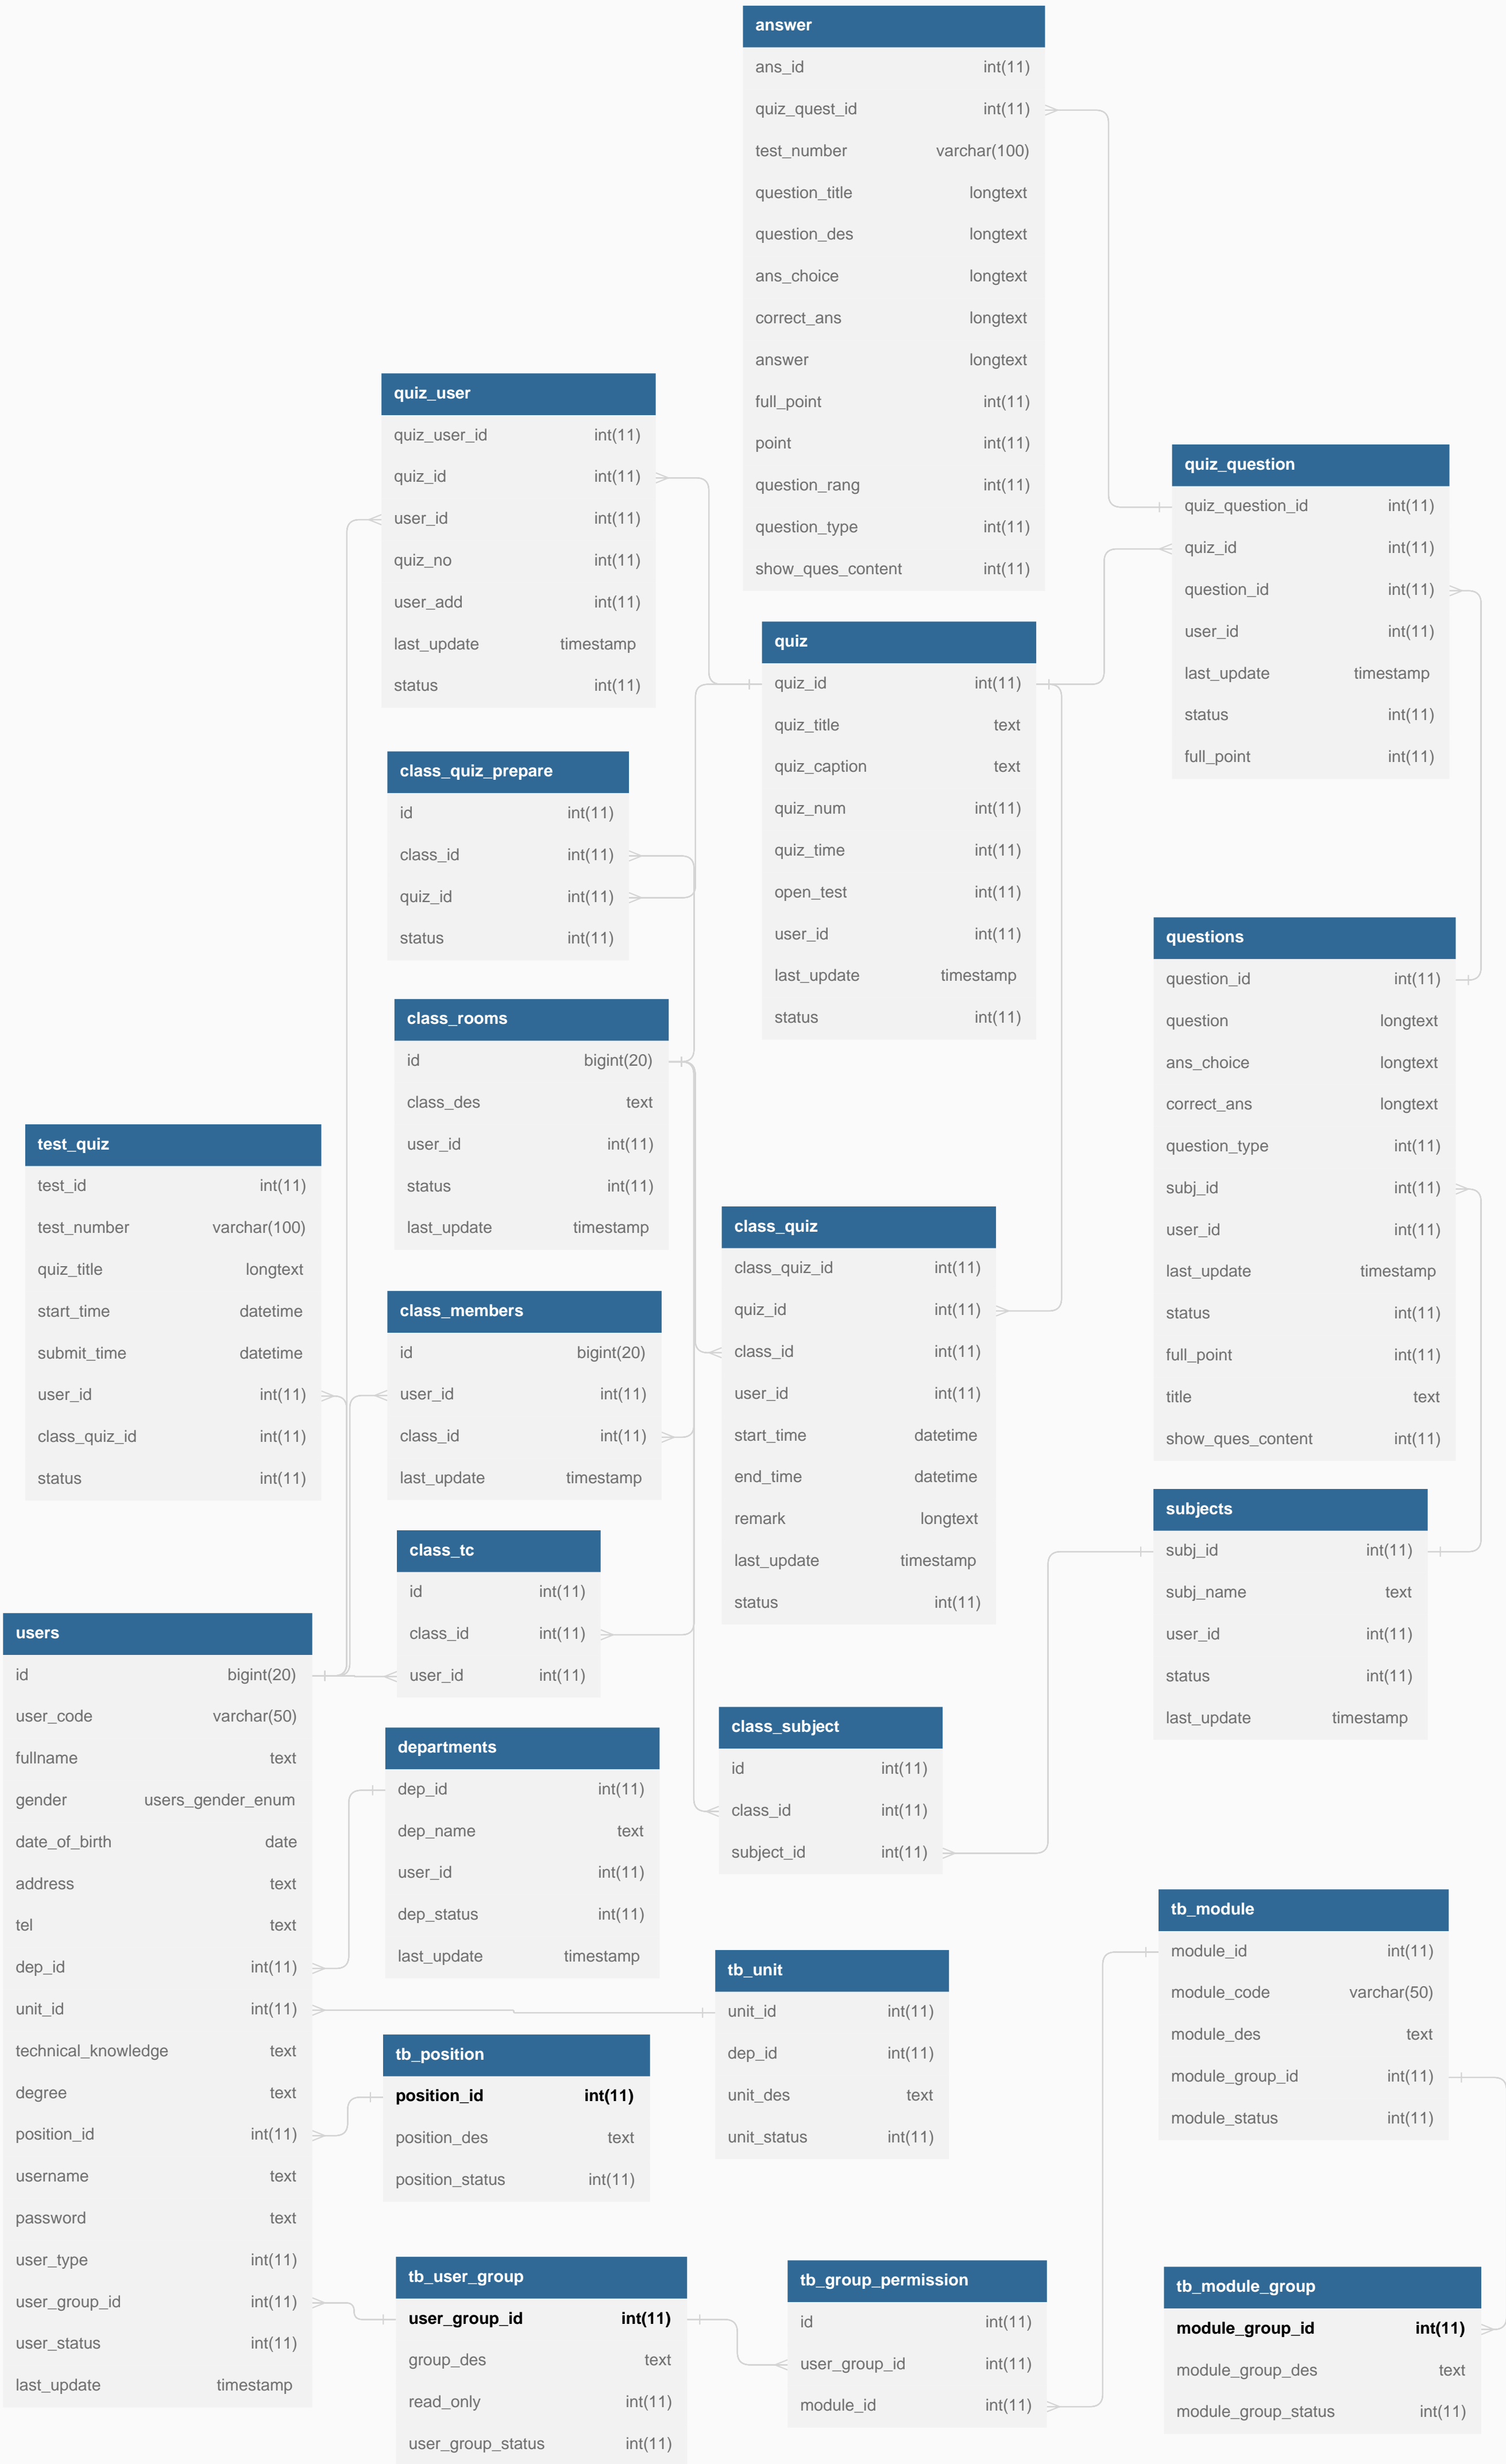 answer
ans_id int(11)
quiz_quest_id int(11)
test_number varchar(100)
question_title longtext
question_des longtext
ans_choice longtext
correct_ans longtext
answer longtext
full_point int(11)
point int(11)
question_rang int(11)
question_type int(11)
show_ques_content int(11)
quiz_user
quiz_user_id int(11)
quiz_id int(11)
user_id int(11)
quiz_no int(11)
user_add int(11)
last_update timestamp
status int(11)
quiz_question
quiz_question_id int(11)
quiz_id int(11)
question_id int(11)
user_id int(11)
last_update timestamp
status int(11)
full_point int(11)
quiz
quiz_id int(11)
quiz_title text
quiz_caption text
quiz_num int(11)
quiz_time int(11)
open_test int(11)
user_id int(11)
last_update timestamp
status int(11)
class_quiz_prepare
id int(11)
class_id int(11)
quiz_id int(11)
status int(11)
questions
question_id int(11)
question longtext
ans_choice longtext
correct_ans longtext
question_type int(11)
subj_id int(11)
user_id int(11)
last_update timestamp
status int(11)
full_point int(11)
title text
show_ques_content int(11)
class_rooms
id bigint(20)
class_des text
user_id int(11)
status int(11)
last_update timestamp
test_quiz
test_id int(11)
test_number varchar(100)
quiz_title longtext
start_time datetime
submit_time datetime
user_id int(11)
class_quiz_id int(11)
status int(11)
class_quiz
class_quiz_id int(11)
quiz_id int(11)
class_id int(11)
user_id int(11)
start_time datetime
end_time datetime
remark longtext
last_update timestamp
status int(11)
class_members
id bigint(20)
user_id int(11)
class_id int(11)
last_update timestamp
subjects
subj_id int(11)
subj_name text
user_id int(11)
status int(11)
last_update timestamp
class_tc
id int(11)
class_id int(11)
user_id int(11)
users
id bigint(20)
user_code varchar(50)
fullname text
gender users_gender_enum
date_of_birth date
address text
tel text
dep_id int(11)
unit_id int(11)
technical_knowledge text
degree text
position_id int(11)
username text
password text
user_type int(11)
user_group_id int(11)
user_status int(11)
last_update timestamp
class_subject
id int(11)
class_id int(11)
subject_id int(11)
departments
dep_id int(11)
dep_name text
user_id int(11)
dep_status int(11)
last_update timestamp
tb_module
module_id int(11)
module_code varchar(50)
module_des text
module_group_id int(11)
module_status int(11)
tb_unit
unit_id int(11)
dep_id int(11)
unit_des text
unit_status int(11)
tb_position
position_id int(11)
position_des text
position_status int(11)
tb_user_group
user_group_id int(11)
group_des text
read_only int(11)
user_group_status int(11)
tb_group_permission
id int(11)
user_group_id int(11)
module_id int(11)
tb_module_group
module_group_id int(11)
module_group_des text
module_group_status int(11)